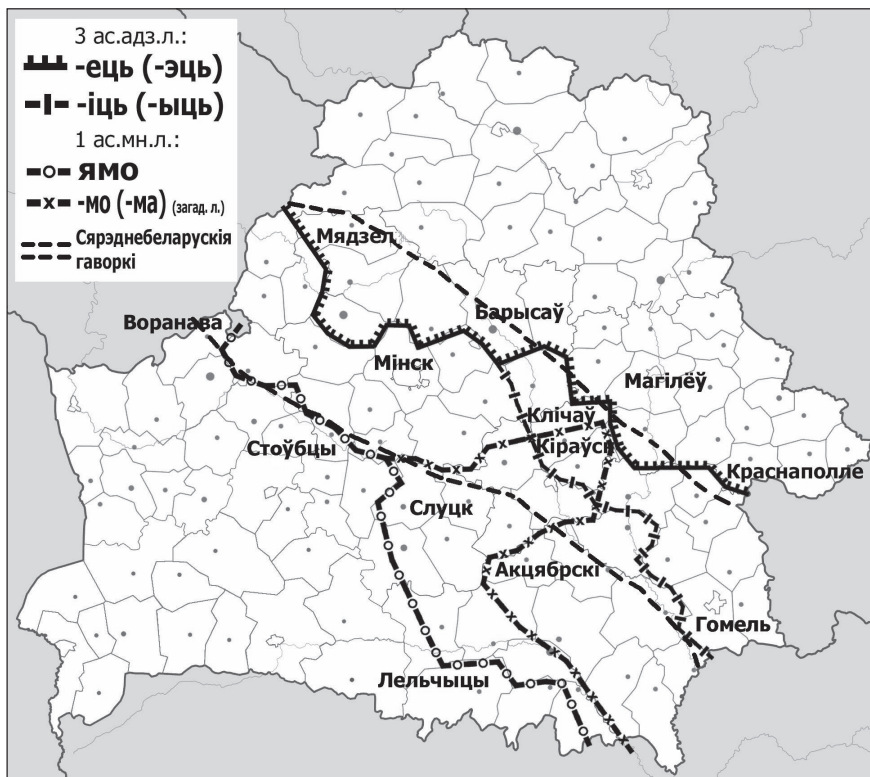 3 ас.адз.л.:
-ець (-эць)
-іць (-ыць)
1 ас.мн.л.:
ямо
-мо (-ма) (загад. л.)
Сярэднебеларускія
гаворкі
Мядзел
Воранава
Барысаў
Мінск
Магілёў
Клічаў
Кіраўск
Стоўбцы
Краснаполле
Слуцк
Акцябрскі
Гомель
Лельчыцы